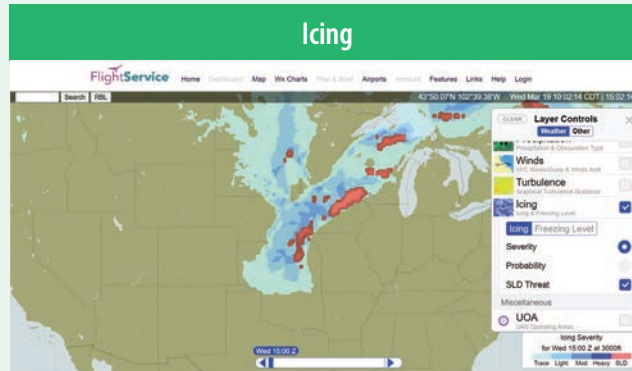 Icing
FlightService Home Dashboard Map Wx Charts Plan & Brief Airports Account Features Links Help Login
Search RBL 43°50.07'N 102°39.38'W Wed Mar 19 10:02:14 CDT | 15:02:14
CLEAR Layer Controls
Weather Other
Precipitation & Obscuration Type
Winds
SFC Winds/Gusts & Winds Aloft
Turbulence
Graphical Turbulence Guidance
Icing
Icing & Freezing Level
Icing Freezing Level
Severity
Probability
SLD Threat
Miscellaneous
UOA
UAS Operating Areas
Icing Severity
for Wed 15:00 Z at 3000ft
Trace Light Mod Heavy SLD
Wed 15:00 Z